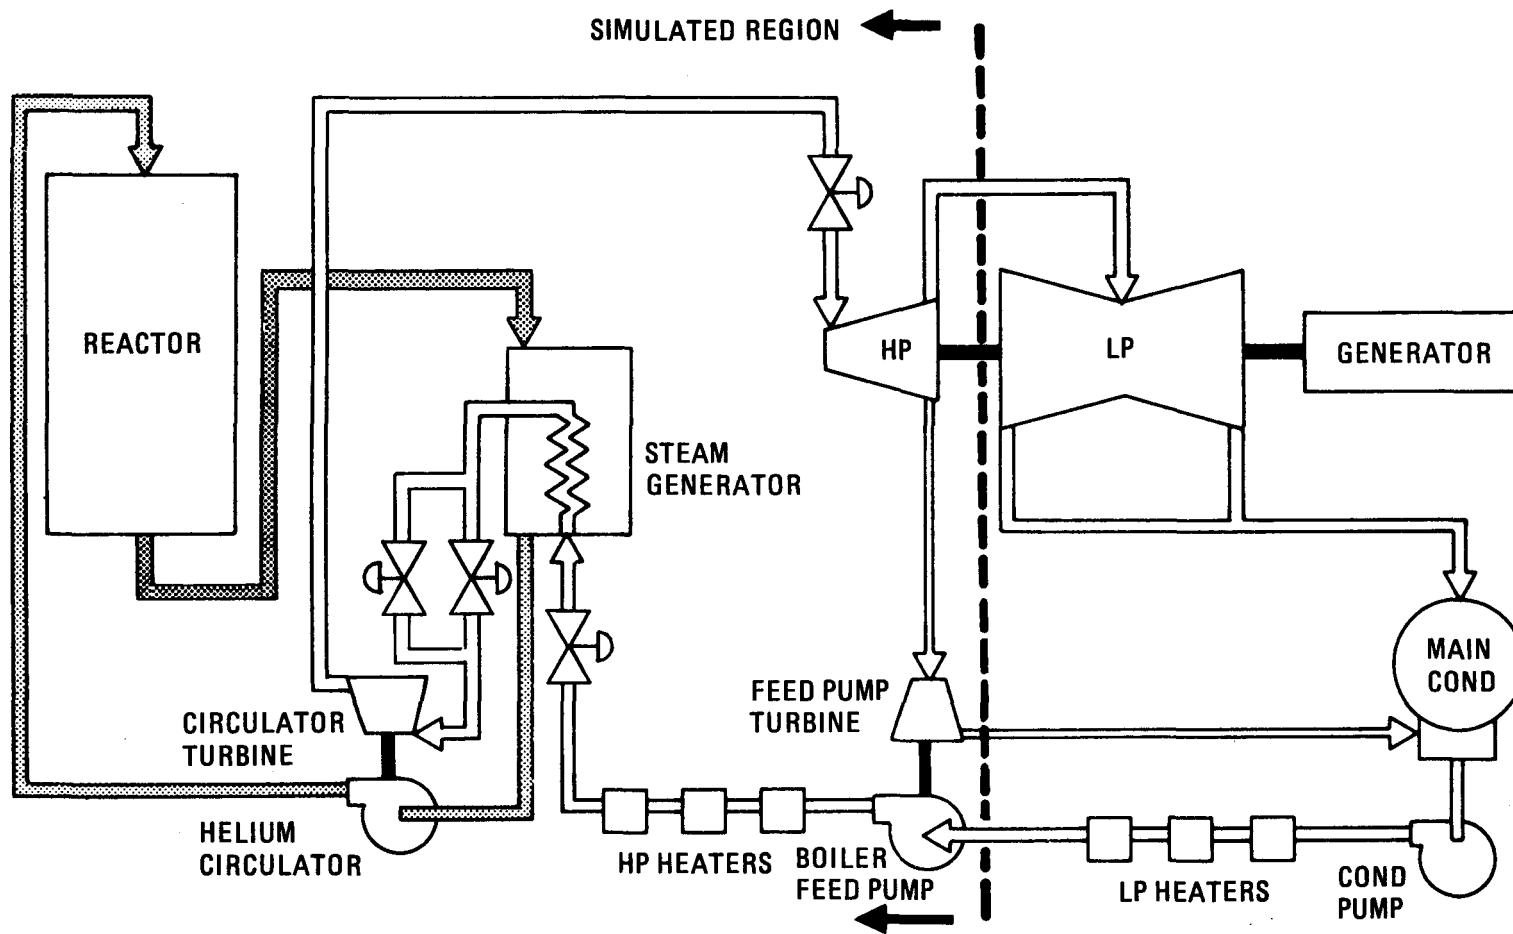 SIMULATED REGION
REACTOR
HP
LP
GENERATOR
STEAM
GENERATOR
MAIN
COND
FEED PUMP
TURBINE
CIRCULATOR
TURBINE
HELIUM
CIRCULATOR
HP HEATERS
BOILER
FEED PUMP
LP HEATERS
COND
PUMP